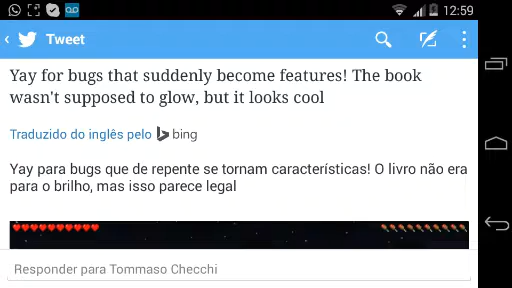 12:59
Tweet
Yay for bugs that suddenly become features! The book
wasn't supposed to glow, but it looks cool
Traduzido do inglês pelo bing
Yay para bugs que de repente se tornam características! O livro não era
para o brilho, mas isso parece legal
Responder para Tommaso Checchi